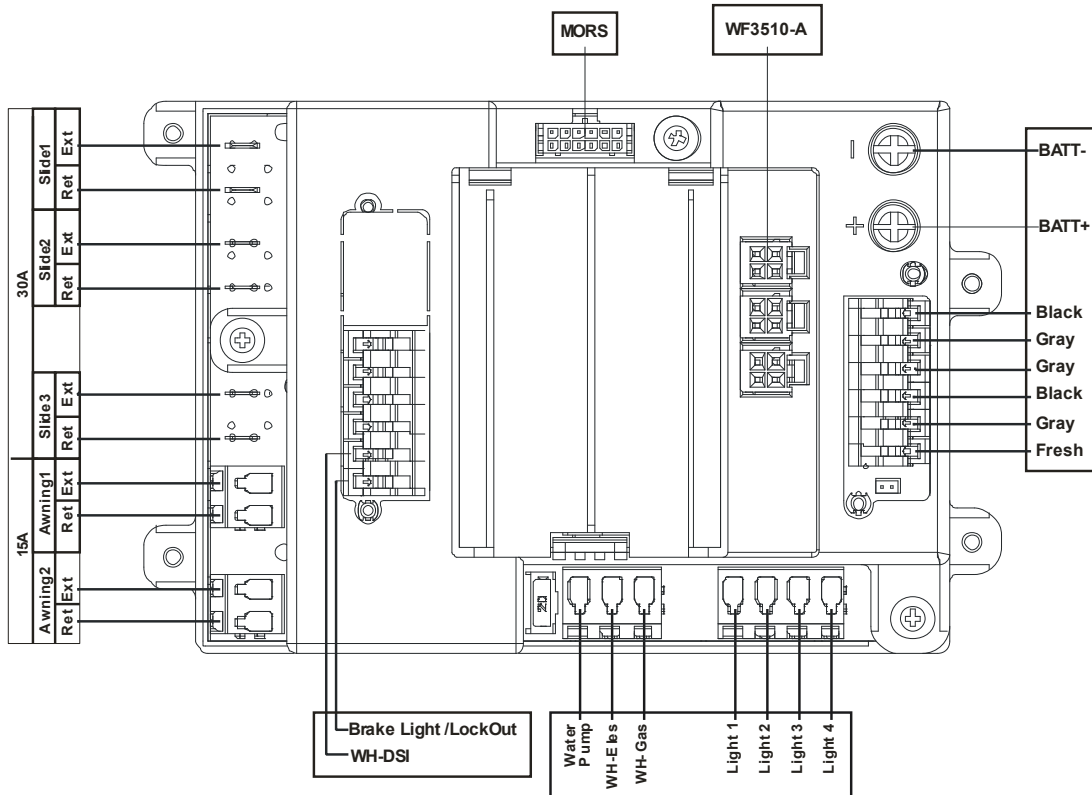 MORS
WF3510-A
30A
Slide1
Ext
Ret
Slide2
Ext
Ret
Slide3
Ext
Ret
15A
Awning1
Ext
Ret
Awning2
Ext
Ret
BATT-
BATT+
Black
Gray
Gray
Black
Gray
Fresh
20
Brake Light /LockOut
WH-DSI
Water
Pump
WH-Eles
WH-Gas
Light 1
Light 2
Light 3
Light 4